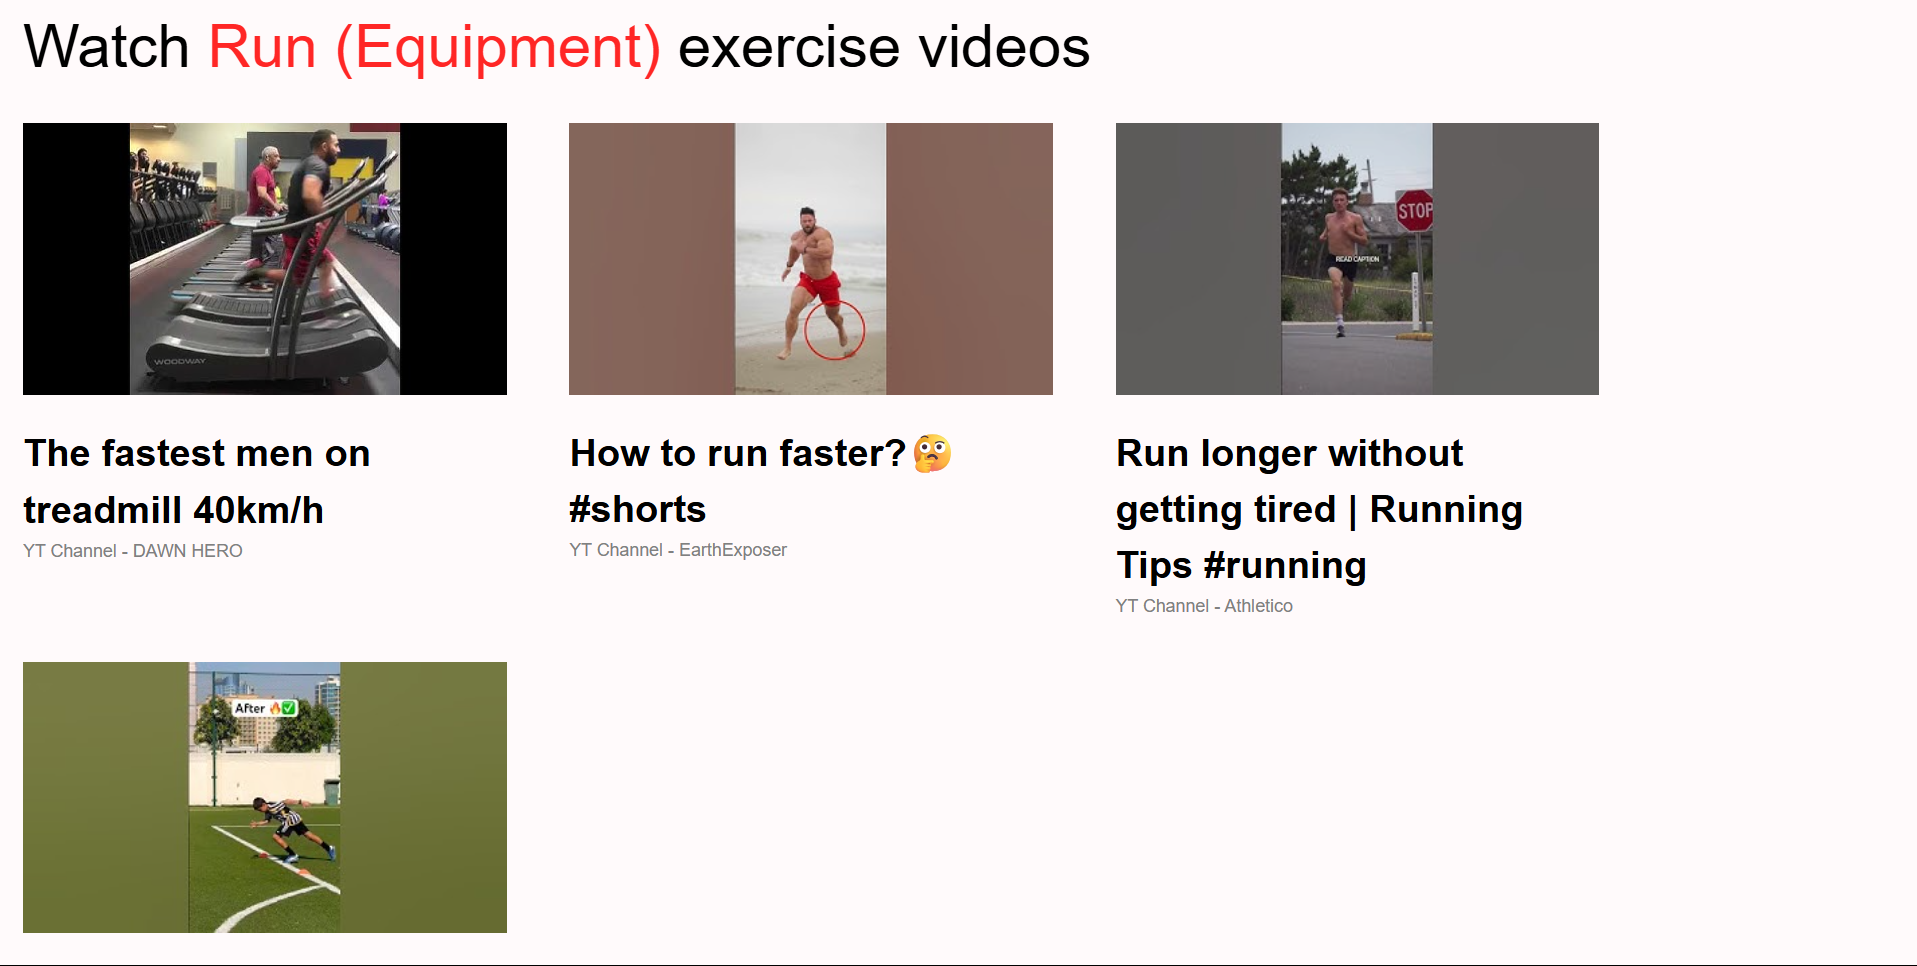 Watch Run (Equipment) exercise videos
WOODWAY
STOP
READ CAPTION
The fastest men on
treadmill 40km/h
YT Channel - DAWN HERO
How to run faster?🤔
#shorts
YT Channel - EarthExposer
Run longer without
getting tired | Running
Tips #running
YT Channel - Athletico
After 🔥✅